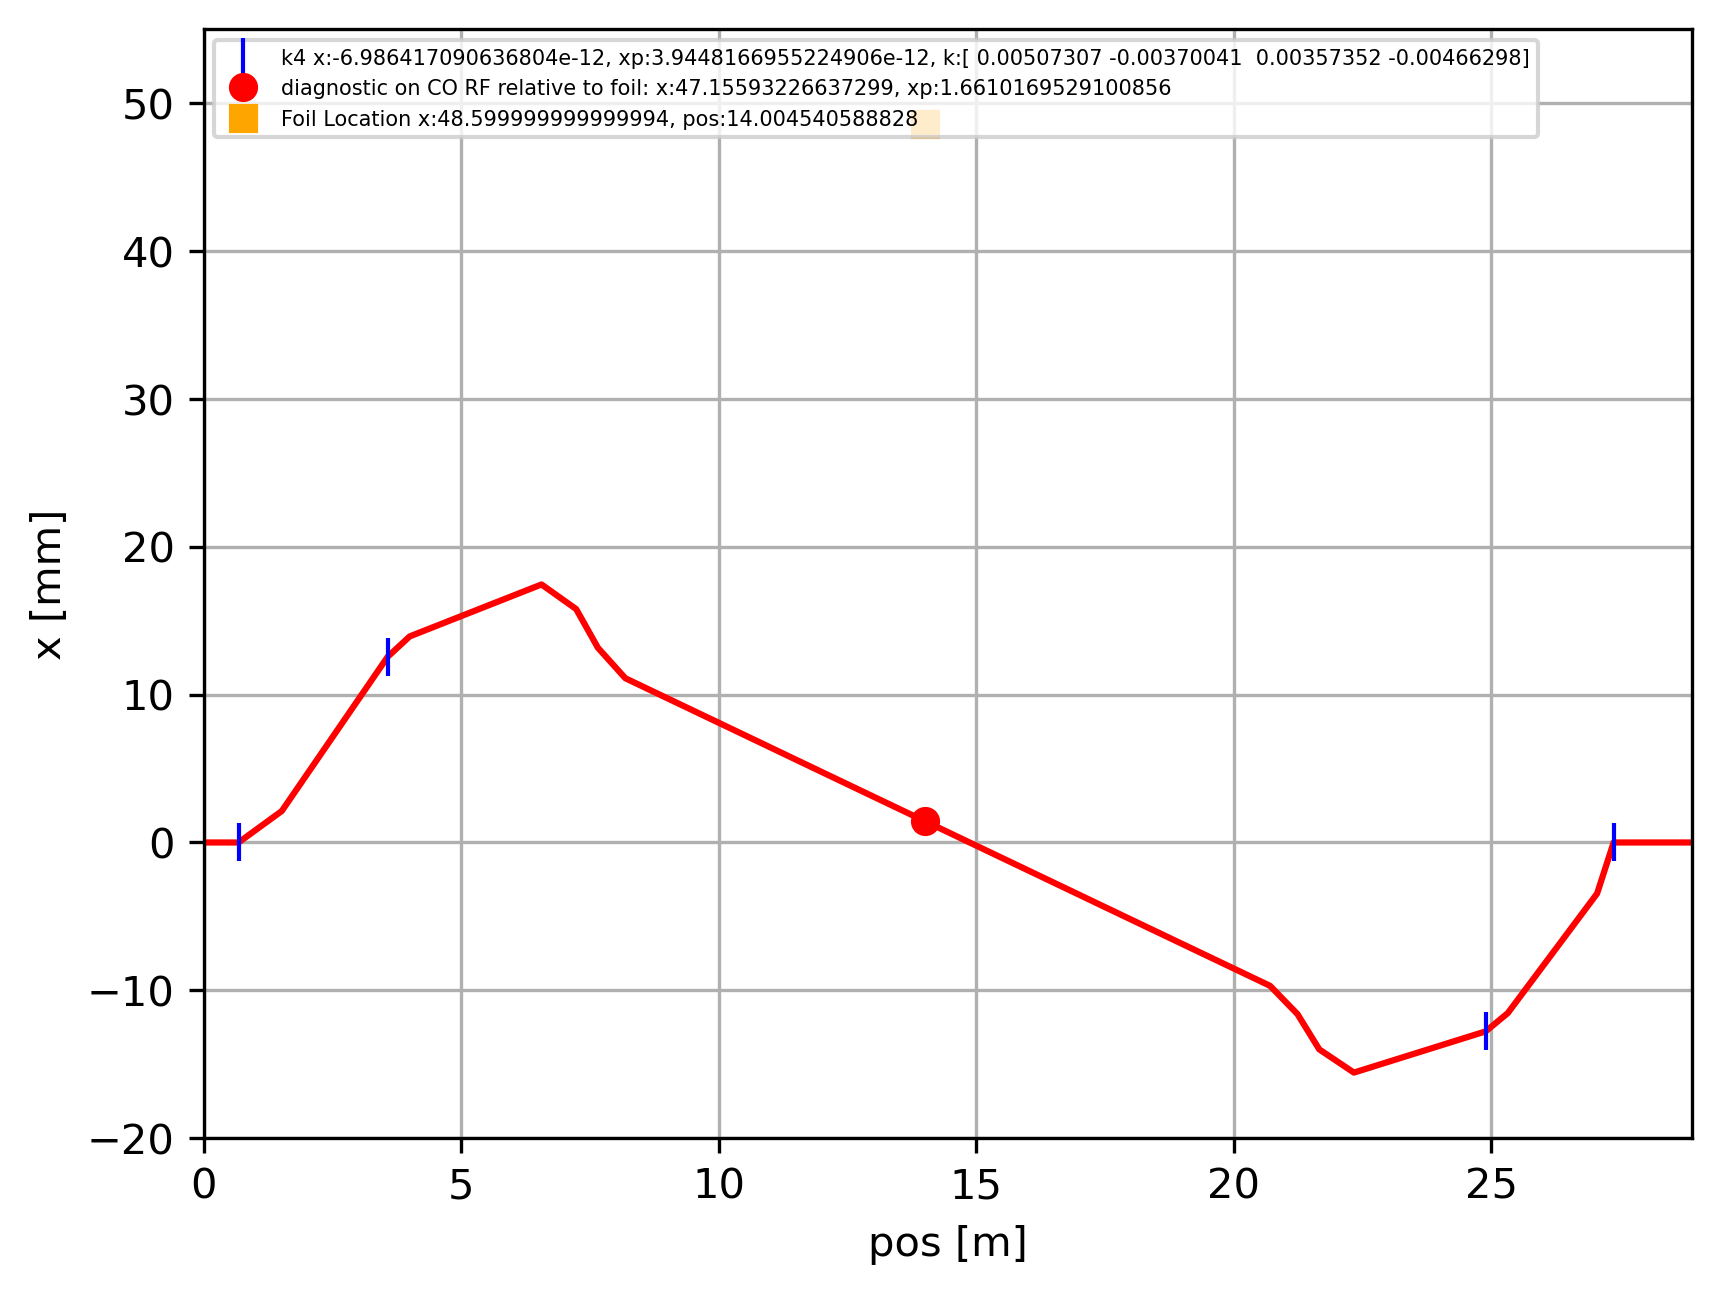 k4 x:-6.986417090636804e-12, xp:3.9448166955224906e-12, k:[ 0.00507307 -0.00370041  0.00357352 -0.00466298]
diagnostic on CO RF relative to foil: x:47.15593226637299, xp:1.6610169529100856
Foil Location x:48.599999999999994, pos:14.004540588828
50
40
30
20
10
0
−10
−20
x [mm]
0 5 10 15 20 25
pos [m]